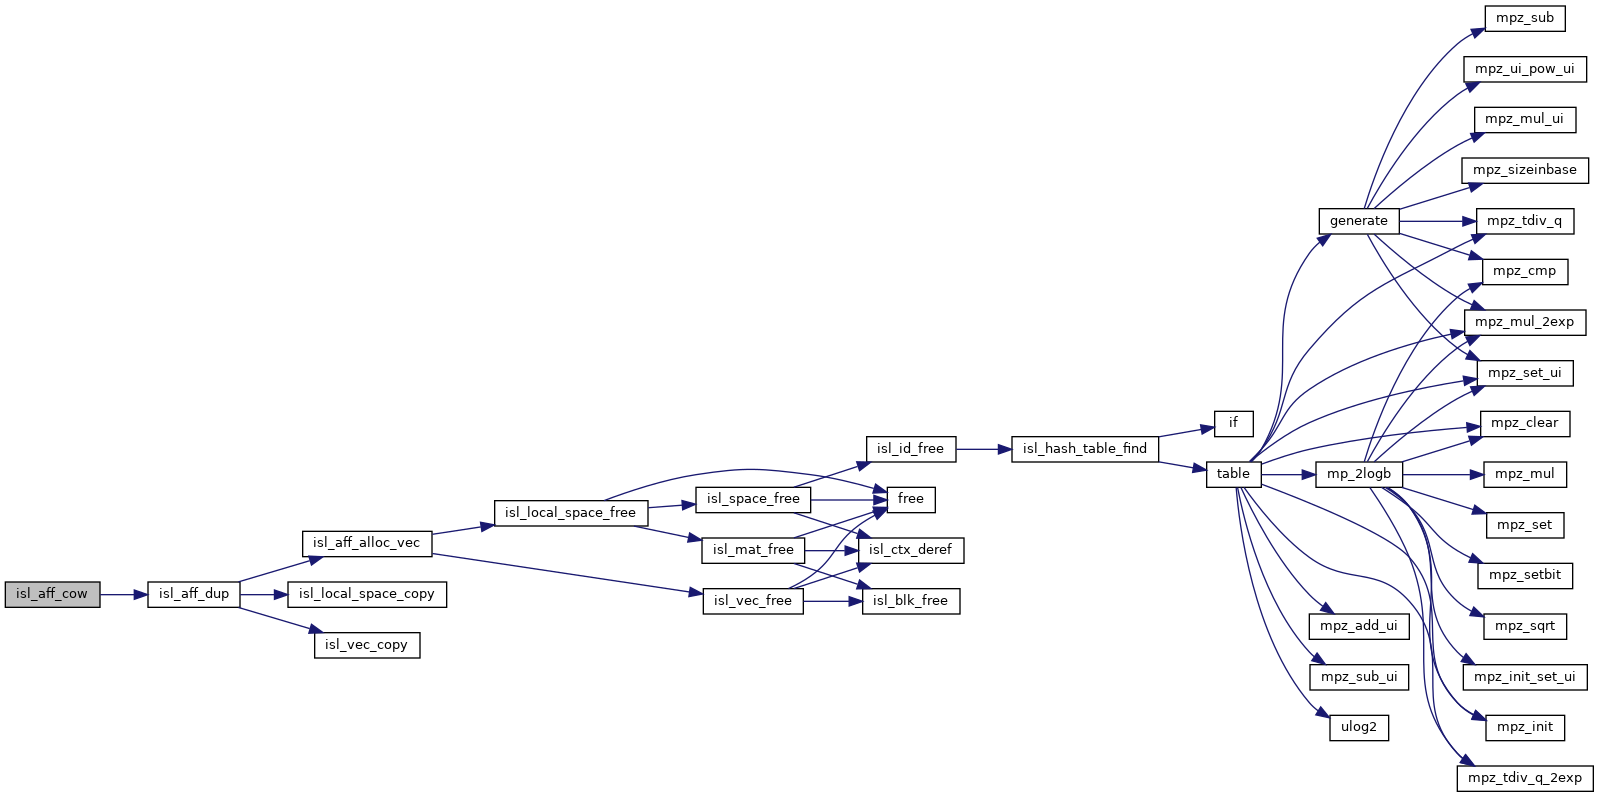 isl_aff_cow
isl_aff_dup
isl_aff_alloc_vec
isl_local_space_copy
isl_vec_copy
isl_local_space_free
isl_space_free
isl_mat_free
isl_vec_free
isl_id_free
free
isl_ctx_deref
isl_blk_free
isl_hash_table_find
if
table
generate
mp_2logb
mpz_add_ui
mpz_sub_ui
ulog2
mpz_sub
mpz_ui_pow_ui
mpz_mul_ui
mpz_sizeinbase
mpz_tdiv_q
mpz_cmp
mpz_mul_2exp
mpz_set_ui
mpz_clear
mpz_mul
mpz_set
mpz_setbit
mpz_sqrt
mpz_init_set_ui
mpz_init
mpz_tdiv_q_2exp